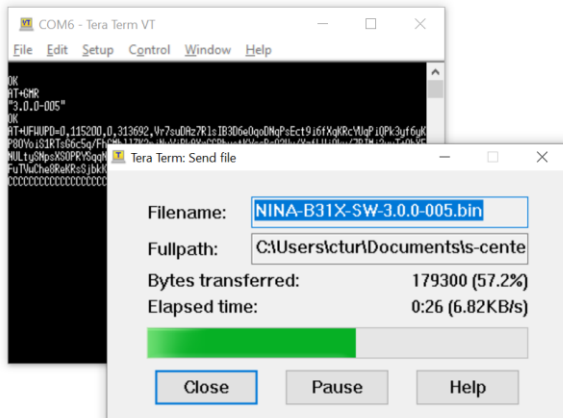 COM6 - Tera Term VT
File Edit Setup Control Window Help
OK
AT+GMR
"3.0.0-005"
OK
Tera Term: Send file
Filename: NINA-B31X-SW-3.0.0-005.bin
Fullpath: C:\Users\ctur\Documents\s-cente
Bytes transferred: 179300 (57.2%)
Elapsed time: 0:26 (6.82KB/s)
Close Pause Help